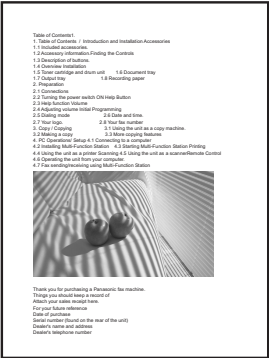 Table of Contents1.
1. Table of Contents / Introduction and Installation Accessories
1.1 Included accessories.
1.2 Accessory information Finding the Controls
1.3 Description of buttons.
1.4 Overview Installation
1.5 Toner cartridge and drum unit 1.6 Document tray
1.7 Output tray 1.8 Recording paper
2. Preparation
2.1 Connections
2.2 Turning the power switch ON Help Button
2.3 Help function Volume
2.4 Adjusting volume Initial Programming
2.5 Dialing mode 2.6 Date and time.
2.7 Your logo. 2.8 Your fax number
3. Copy / Copying 3.1 Using the unit as a copy machine.
3.2 Making a copy 3.3 More copying features
4. PC Operations/ Setup 4.1 Connecting to a computer
4.2 Installing Multi-Function Station 4.3 Starting Multi-Function Station Printing
4.4 Using the unit as a printer Scanning 4.5 Using the unit as a scannerRemote Control
4.6 Operating the unit from your computer.
4.7 Fax sending/receiving using Multi-Function Station
Thank you for purchasing a Panasonic fax machine.
Things you should keep a record of
Attach your sales receipt here.
For your future reference
Date of purchase
Serial number (found on the rear of the unit)
Dealer's name and address
Dealer's telephone number